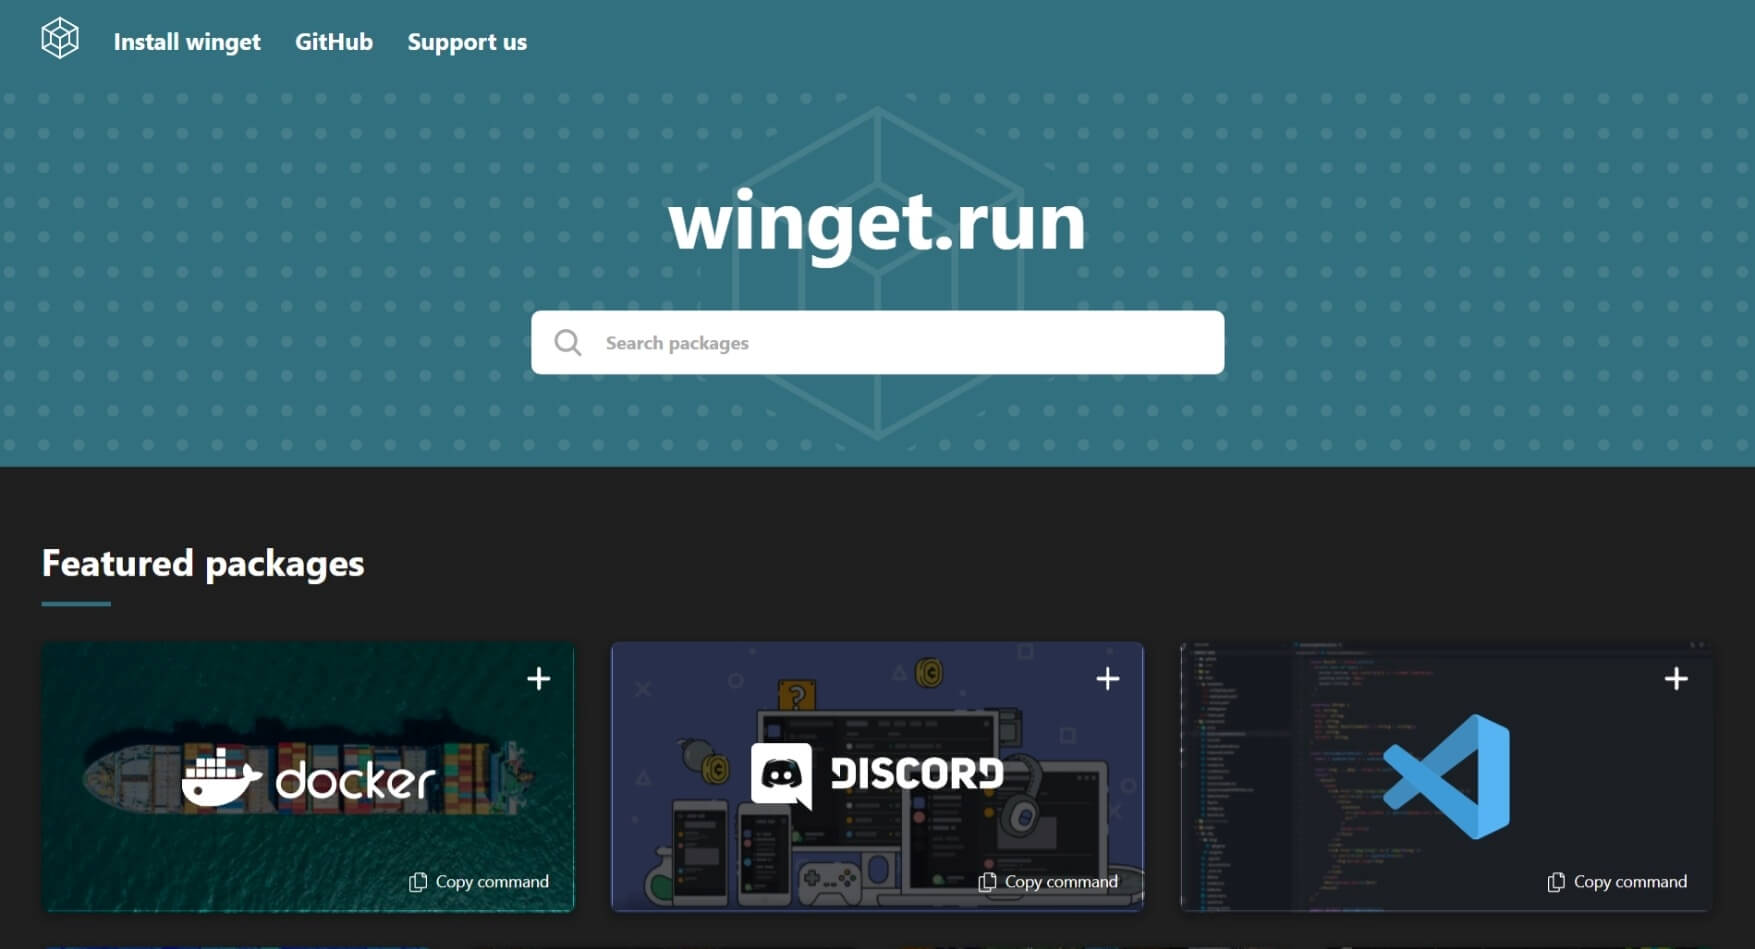 Install winget GitHub Support us
winget.run
Search packages
Featured packages
docker
DISCORD
Copy command
Copy command
Copy command